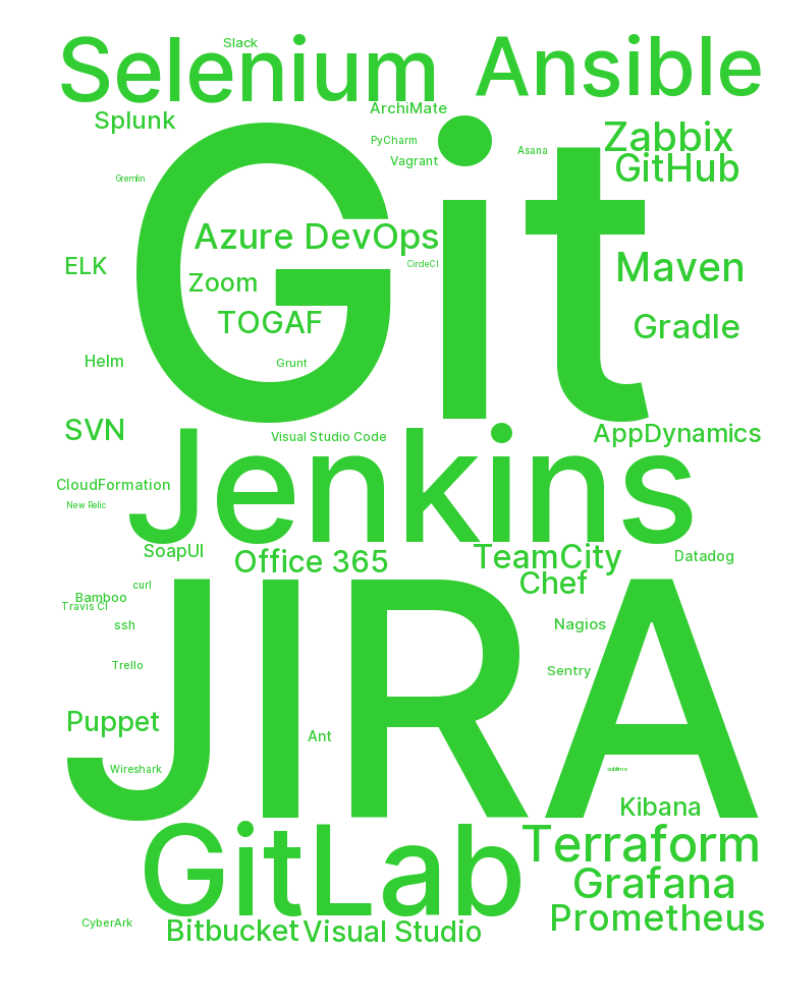 Slack
Selenium
Ansible
ArchiMate
Splunk
Zabbix
PyCharm
Asana
Vagrant
GitHub
Gremlin
Git
Azure DevOps
CircleCI
ELK
Maven
Zoom
TOGAF
Gradle
Helm
Grunt
SVN
Visual Studio Code
AppDynamics
Jenkins
CloudFormation
New Relic
SoapUI
Office 365
TeamCity
Datadog
Chef
curl
Bamboo
Travis CI
ssh
Nagios
Trello
Sentry
JIRA
Puppet
Ant
Wireshark
sublime
Kibana
GitLab
Terraform
Grafana
Prometheus
CyberArk
Bitbucket
Visual Studio